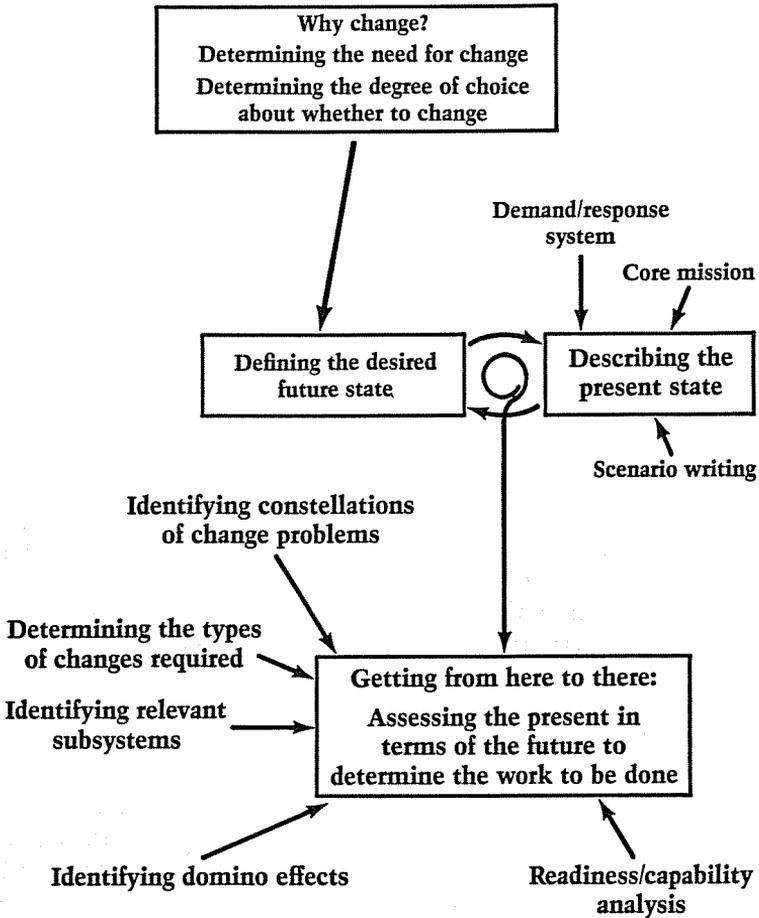 Why change?
Determining the need for change
Determining the degree of choice
about whether to change
Demand/response
system
Core mission
Defining the desired
future state
Describing the
present state
Scenario writing
Identifying constellations
of change problems
Determining the types
of changes required
Getting from here to there:
Identifying relevant
subsystems
Assessing the present in
terms of the future to
determine the work to be done
Identifying domino effects
Readiness/capability
analysis